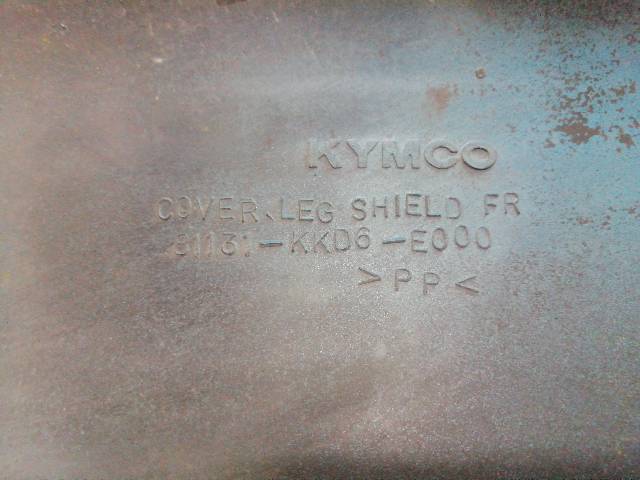 KYMCO
COVER,LEG SHIELD FR
81131-KKD6-E000
>PP<